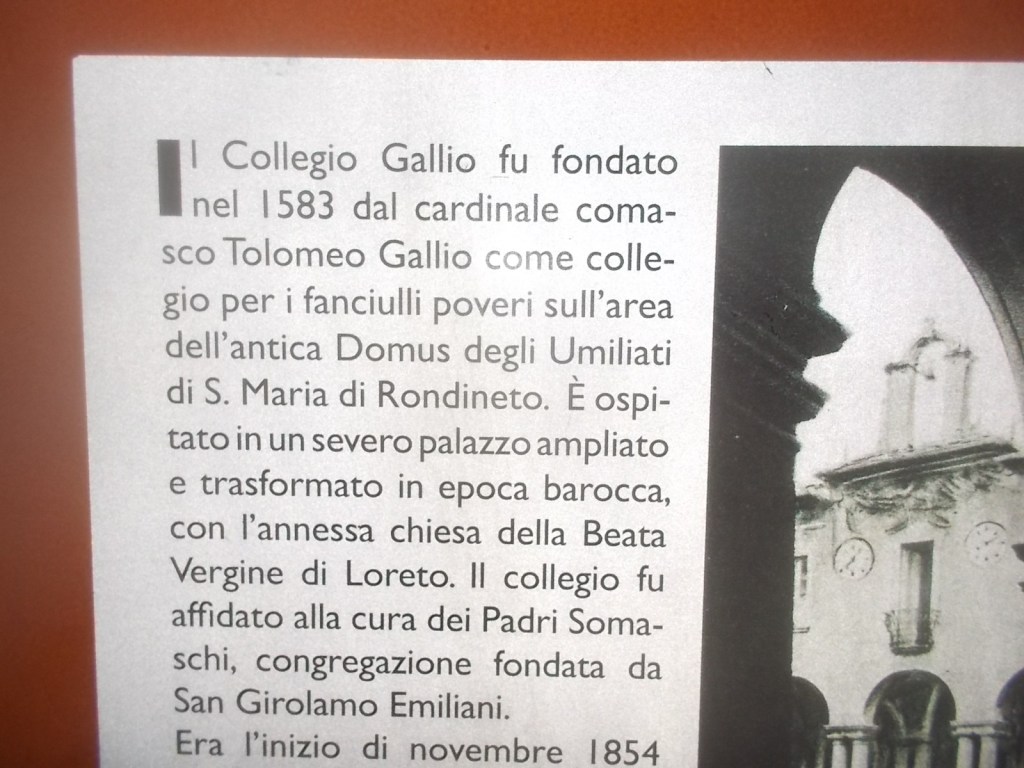 Il Collegio Gallio fu fondato
nel 1583 dal cardinale coma-
sco Tolomeo Gallio come colle-
gio per i fanciulli poveri sull'area
dell'antica Domus degli Umiliati
di S. Maria di Rondineto. È ospi-
tato in un severo palazzo ampliato
e trasformato in epoca barocca,
con l'annessa chiesa della Beata
Vergine di Loreto. Il collegio fu
affidato alla cura dei Padri Soma-
schi, congregazione fondata da
San Girolamo Emiliani.
Era l'inizio di novembre 1854